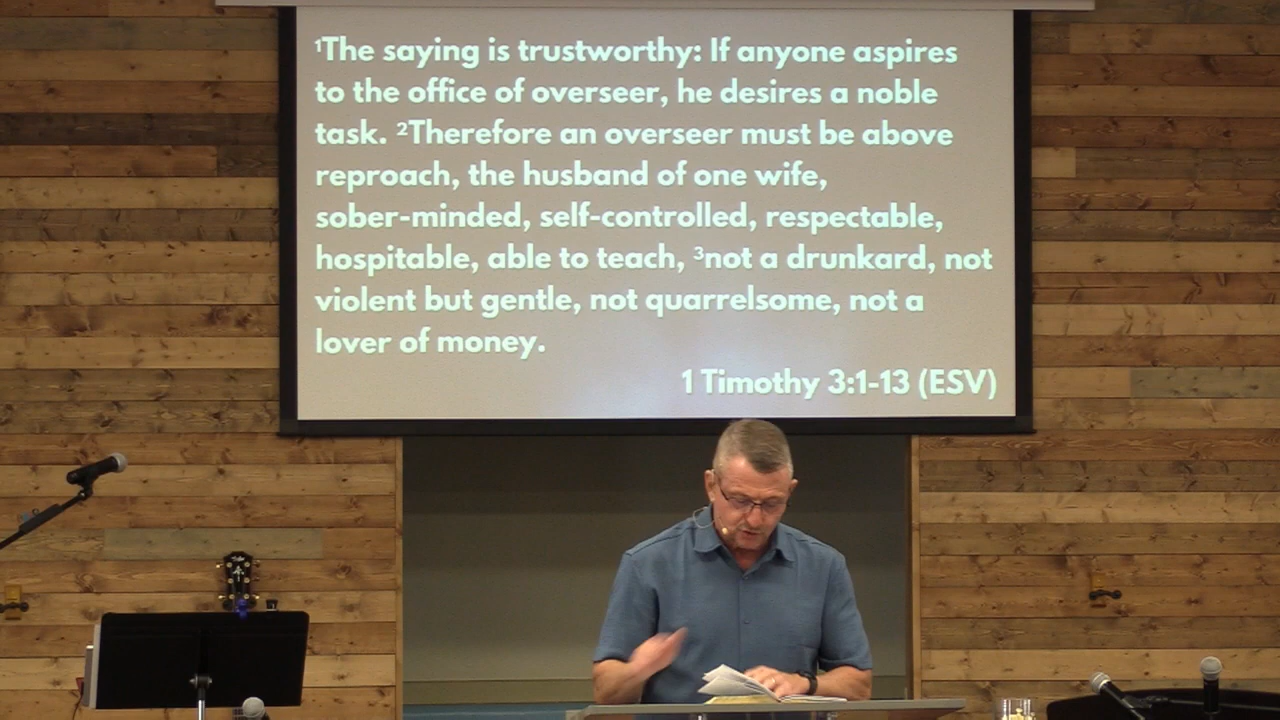 ¹The saying is trustworthy: If anyone aspires
to the office of overseer, he desires a noble
task. ²Therefore an overseer must be above
reproach, the husband of one wife,
sober-minded, self-controlled, respectable,
hospitable, able to teach, ³not a drunkard, not
violent but gentle, not quarrelsome, not a
lover of money.
1 Timothy 3:1-13 (ESV)